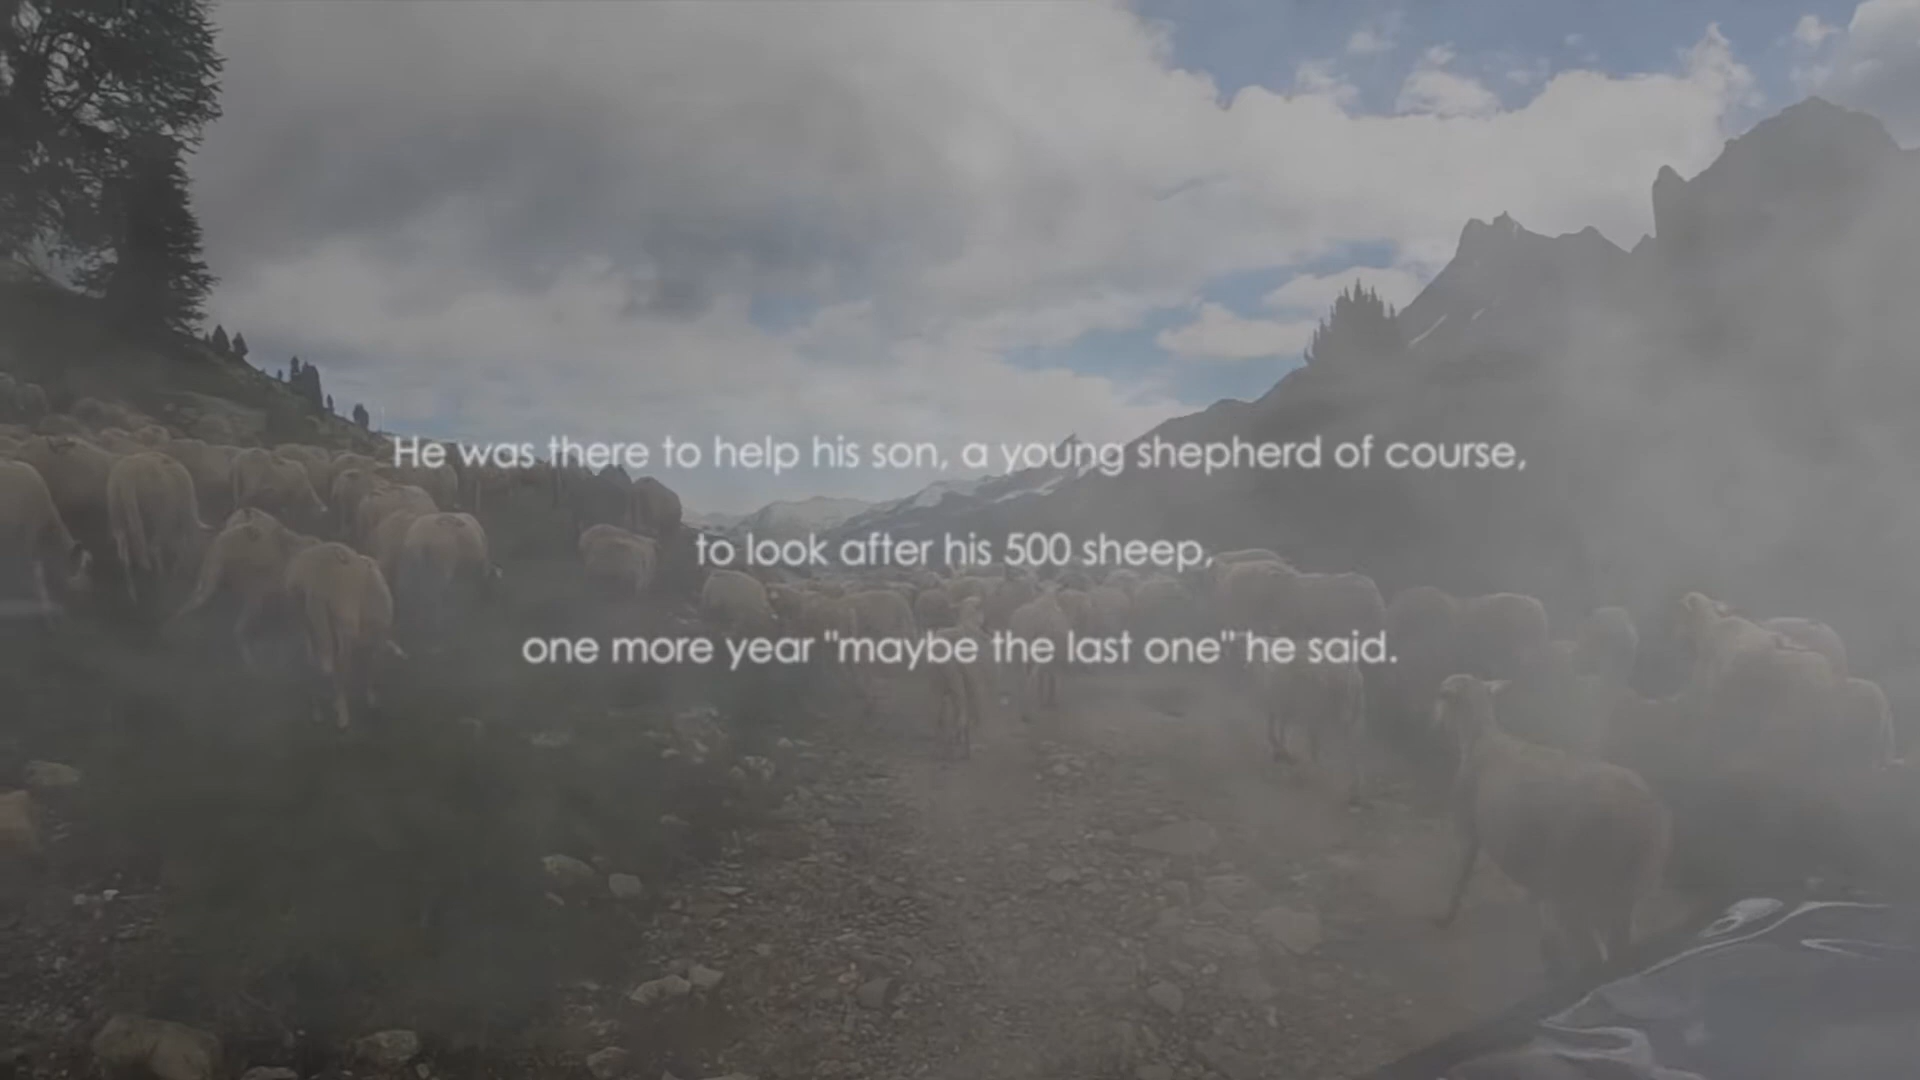 He was there to help his son, a young shepherd of course,
to look after his 500 sheep,
one more year "maybe the last one" he said.